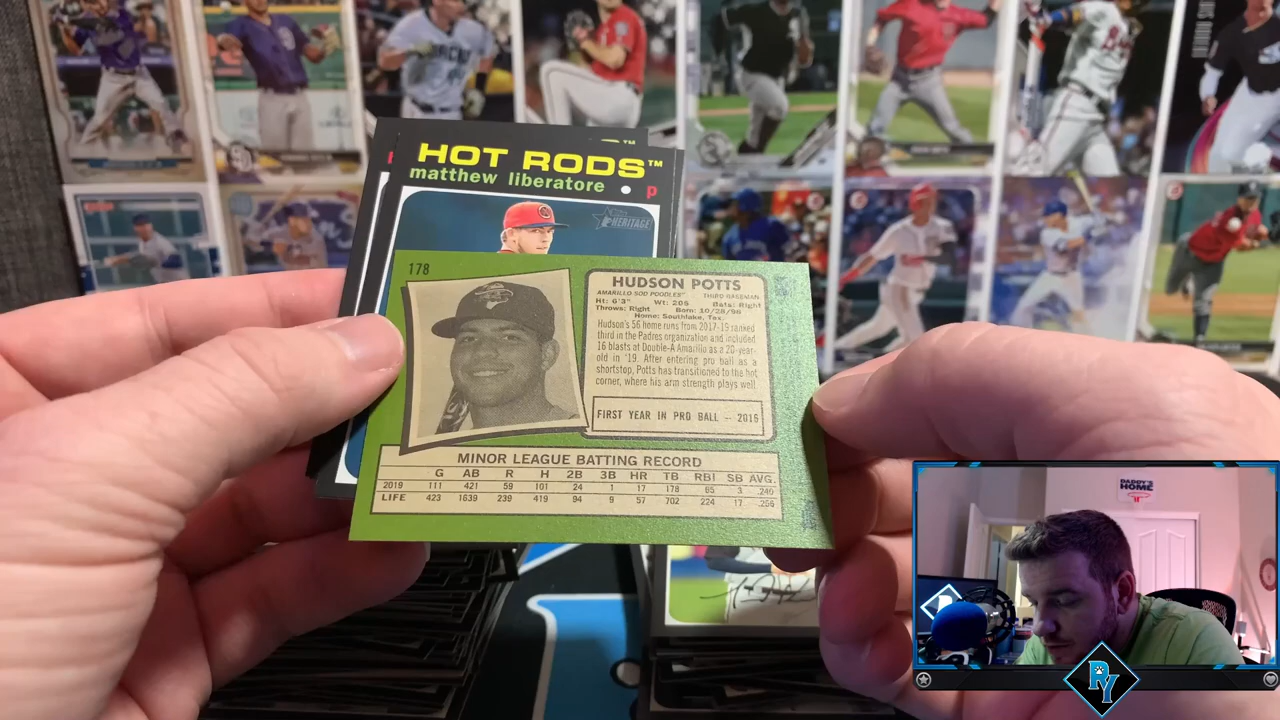 DADDY'S
HOME
HOT RODS™
matthew liberatore • p
HERITAGE
178
HUDSON POTTS
AMARILLO SOD POODLES® THIRD BASEMAN
Ht: 6'3" Wt: 205 Bats: Right
Throws: Right Born: 10/28/98
Home: Southlake, Tex.
Hudson's 56 home runs from 2017-19 ranked
third in the Padres organization and included
16 blasts at Double-A Amarillo as a 20-year-
old in '19. After entering pro ball as a
shortstop, Potts has transitioned to the hot
corner, where his arm strength plays well.
FIRST YEAR IN PRO BALL – 2016
MINOR LEAGUE BATTING RECORD
G AB R H 2B 3B HR TB RBI SB AVG.
2019 111 421 59 101 24 1 17 178 65 3 .240
LIFE 423 1639 239 419 94 9 57 702 224 17 .256
RY